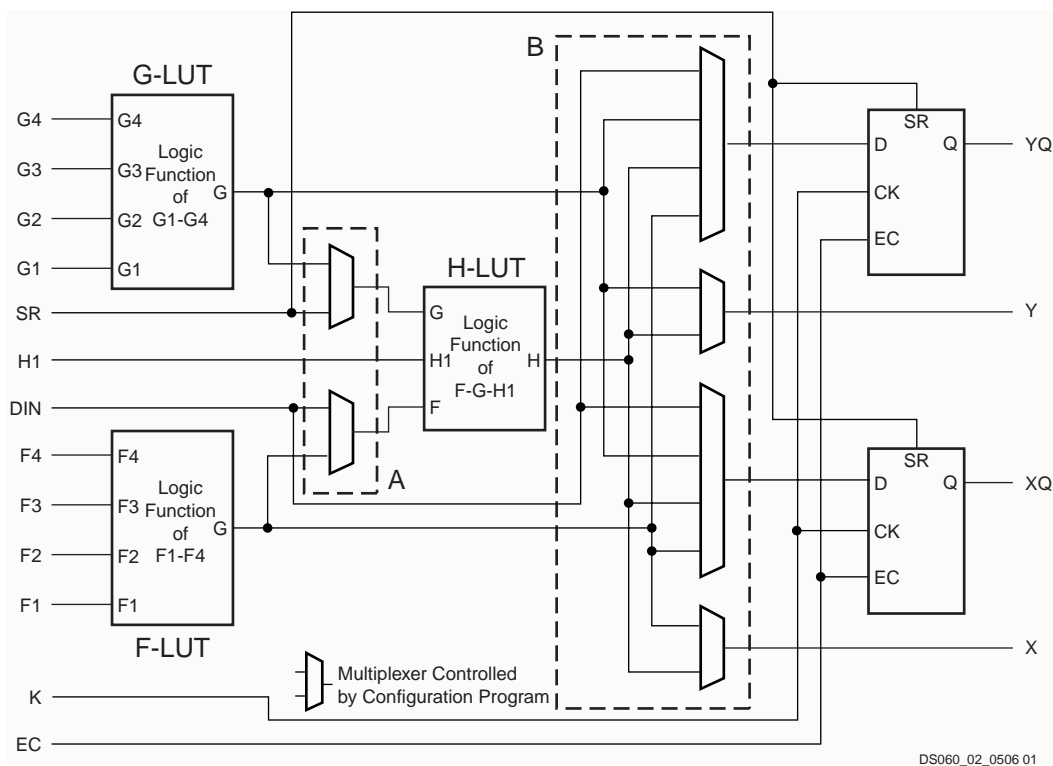 B
G-LUT
G4
G3
G2
G1
G4
G3
G2
G1
Logic
Function
of
G1-G4
G
SR
H1
DIN
H-LUT
G
H1
F
Logic
Function
of
F-G-H1
H
A
F4
F3
F2
F1
F4
F3
F2
F1
Logic
Function
of
F1-F4
G
F-LUT
SR
D
Q
CK
EC
YQ
Y
SR
D
Q
CK
EC
XQ
X
Multiplexer Controlled
by Configuration Program
K
EC
DS060_02_0506 01